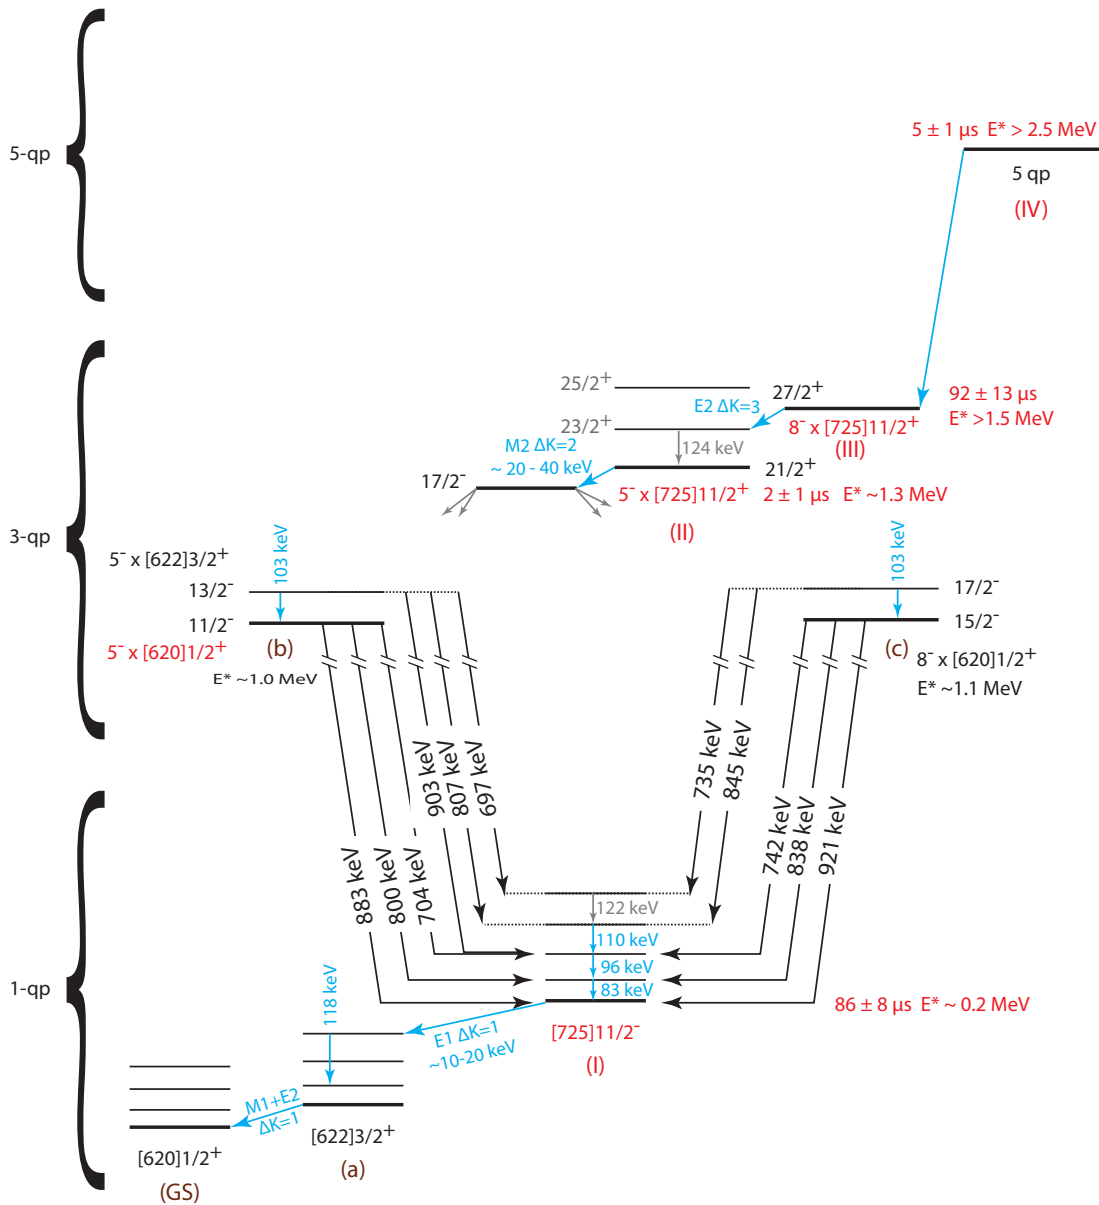 5-qp
5 ± 1 μs E* > 2.5 MeV
5 qp
(IV)
3-qp
25/2⁺
23/2⁺
124 keV
E2 ΔK=3
27/2⁺
8⁻ x [725]11/2⁺
(III)
92 ± 13 μs
E* >1.5 MeV
M2 ΔK=2
~ 20 - 40 keV
17/2⁻
21/2⁺
5⁻ x [725]11/2⁺ 2 ± 1 μs E* ~1.3 MeV
(II)
5⁻ x [622]3/2⁺
103 keV
13/2⁻
11/2⁻
5⁻ x [620]1/2⁺
(b)
E* ~1.0 MeV
103 keV
17/2⁻
15/2⁻
(c)
8⁻ x [620]1/2⁺
E* ~1.1 MeV
883 keV
800 keV
704 keV
903 keV
807 keV
697 keV
735 keV
845 keV
742 keV
838 keV
921 keV
1-qp
122 keV
110 keV
96 keV
83 keV
[725]11/2⁻
(I)
86 ± 8 μs E* ~ 0.2 MeV
E1 ΔK=1
~10-20 keV
118 keV
M1+E2
ΔK=1
[622]3/2⁺
(a)
[620]1/2⁺
(GS)